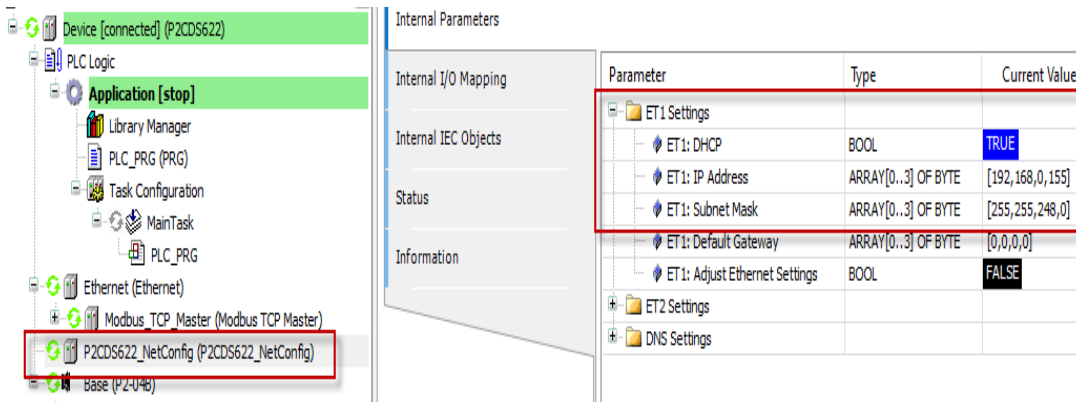 Device [connected] (P2CDS622)
PLC Logic
Application [stop]
Library Manager
PLC_PRG (PRG)
Task Configuration
MainTask
PLC_PRG
Ethernet (Ethernet)
Modbus_TCP_Master (Modbus TCP Master)
P2CDS622_NetConfig (P2CDS622_NetConfig)
Base (P2-04B)
Internal Parameters
Internal I/O Mapping
Internal IEC Objects
Status
Information
Parameter Type Current Value
ET1 Settings
ET1: DHCP BOOL TRUE
ET1: IP Address ARRAY[0..3] OF BYTE [192,168,0,155]
ET1: Subnet Mask ARRAY[0..3] OF BYTE [255,255,248,0]
ET1: Default Gateway ARRAY[0..3] OF BYTE [0,0,0,0]
ET1: Adjust Ethernet Settings BOOL FALSE
ET2 Settings
DNS Settings